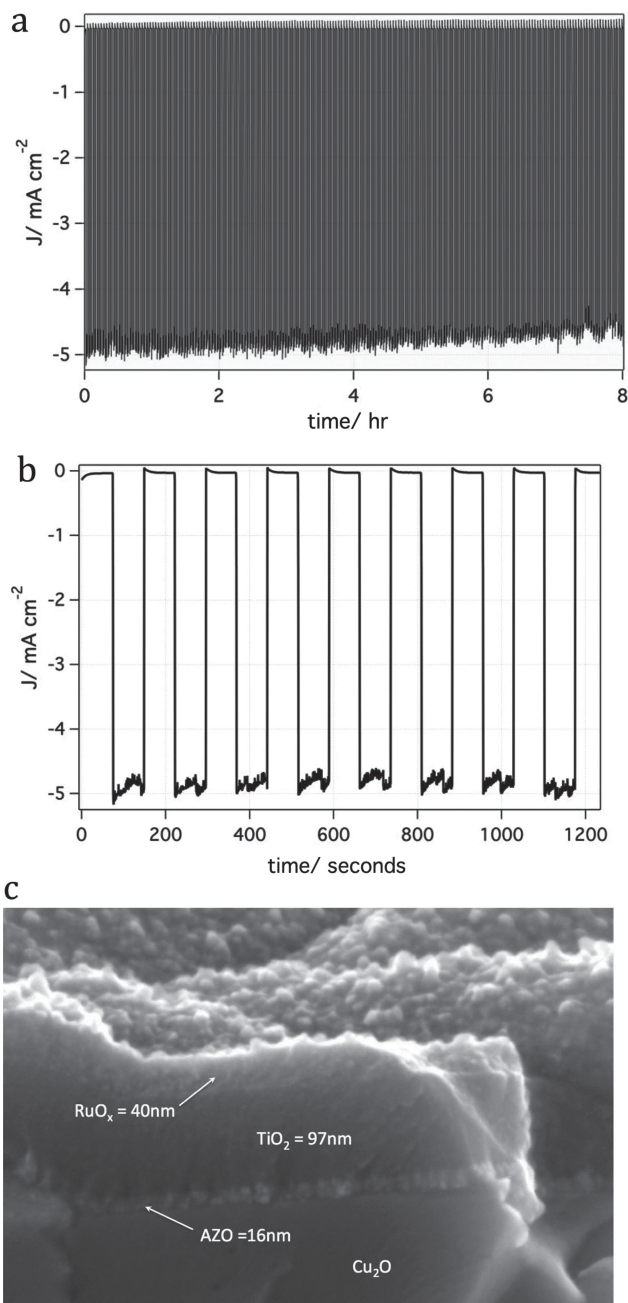 a
0
-1
-2
-3
-4
-5
J/ mA cm⁻²
0 2 4 6 8
time/ hr
b
0
-1
-2
-3
-4
-5
J/ mA cm⁻²
0 200 400 600 800 1000 1200
time/ seconds
c
RuOₓ = 40nm
TiO₂ = 97nm
AZO =16nm
Cu₂O